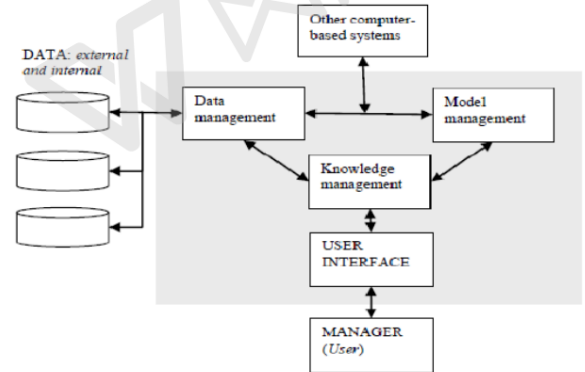 Other computer-
based systems
DATA: external
and internal
Data
management
Model
management
Knowledge
management
USER
INTERFACE
MANAGER
(User)